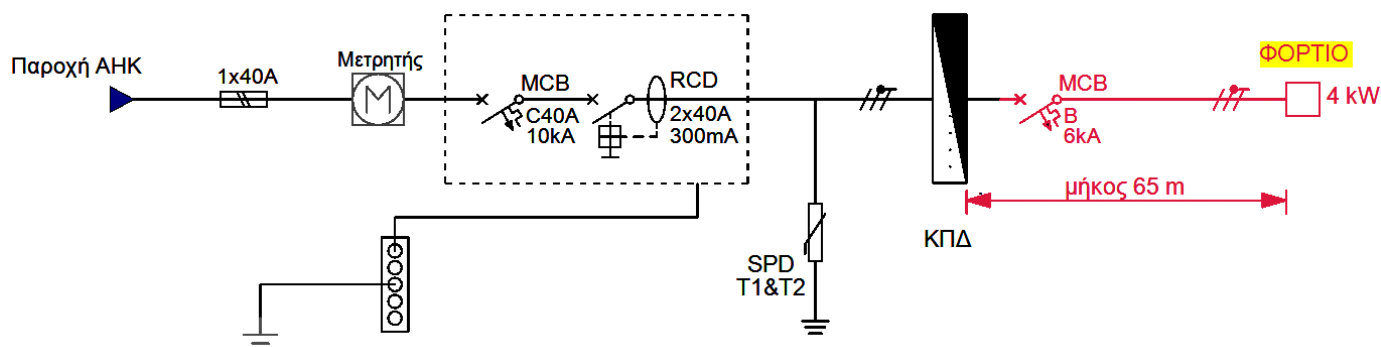 Παροχή ΑΗΚ
1x40A
Μετρητής
M
MCB
C40A
10kA
RCD
2x40A
300mA
SPD
T1&T2
ΚΠΔ
MCB
B
6kA
ΦΟΡΤΙΟ
4 kW
μήκος 65 m